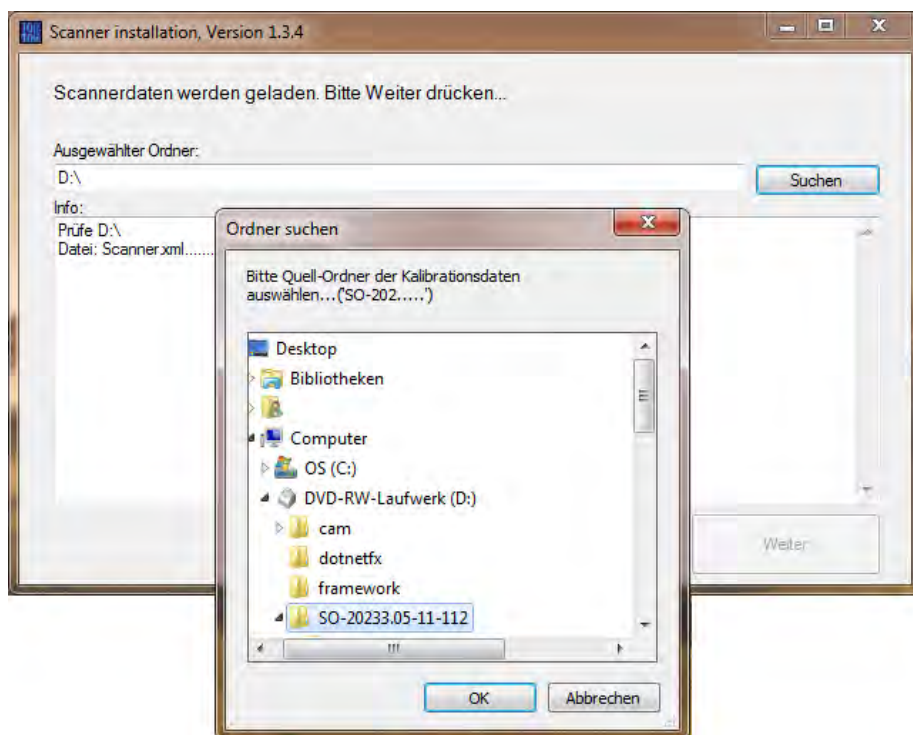 Scanner installation, Version 1.3.4
Scannerdaten werden geladen. Bitte Weiter drücken...
Ausgewählter Ordner:
D:\
Suchen
Info:
Prüfe D:\
Datei: Scanner.xml.......
Ordner suchen
Bitte Quell-Ordner der Kalibrationsdaten
auswählen...('SO-202.....')
Desktop
Bibliotheken
Computer
OS (C:)
DVD-RW-Laufwerk (D:)
cam
dotnetfx
framework
SO-20233.05-11-112
Weiter
OK
Abbrechen